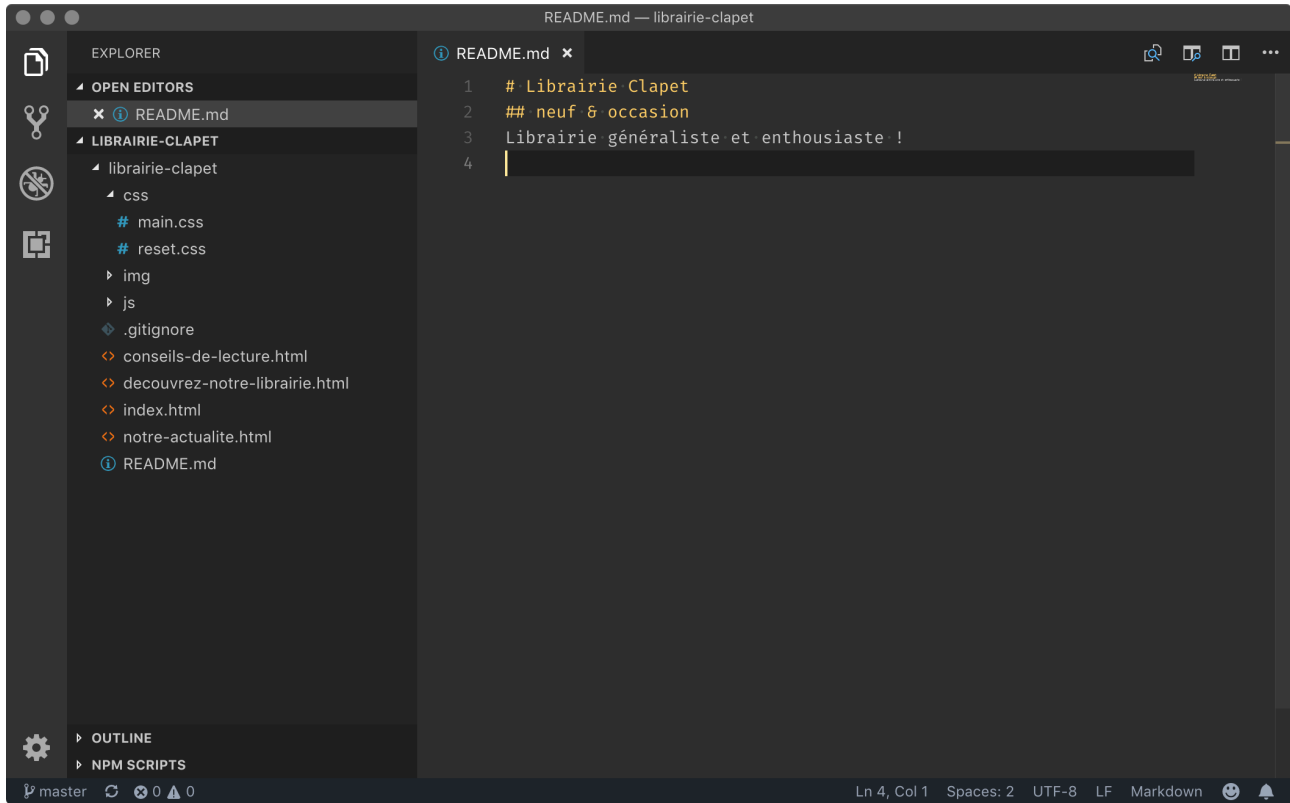 README.md — librairie-clapet
EXPLORER
OPEN EDITORS
README.md
LIBRAIRIE-CLAPET
librairie-clapet
css
# main.css
# reset.css
img
js
.gitignore
<> conseils-de-lecture.html
<> decouvrez-notre-librairie.html
<> index.html
<> notre-actualite.html
README.md
OUTLINE
NPM SCRIPTS
README.md
1 # Librairie Clapet
2 ## neuf & occasion
3 Librairie généraliste et enthousiaste !
4
master 0 0 Ln 4, Col 1 Spaces: 2 UTF-8 LF Markdown